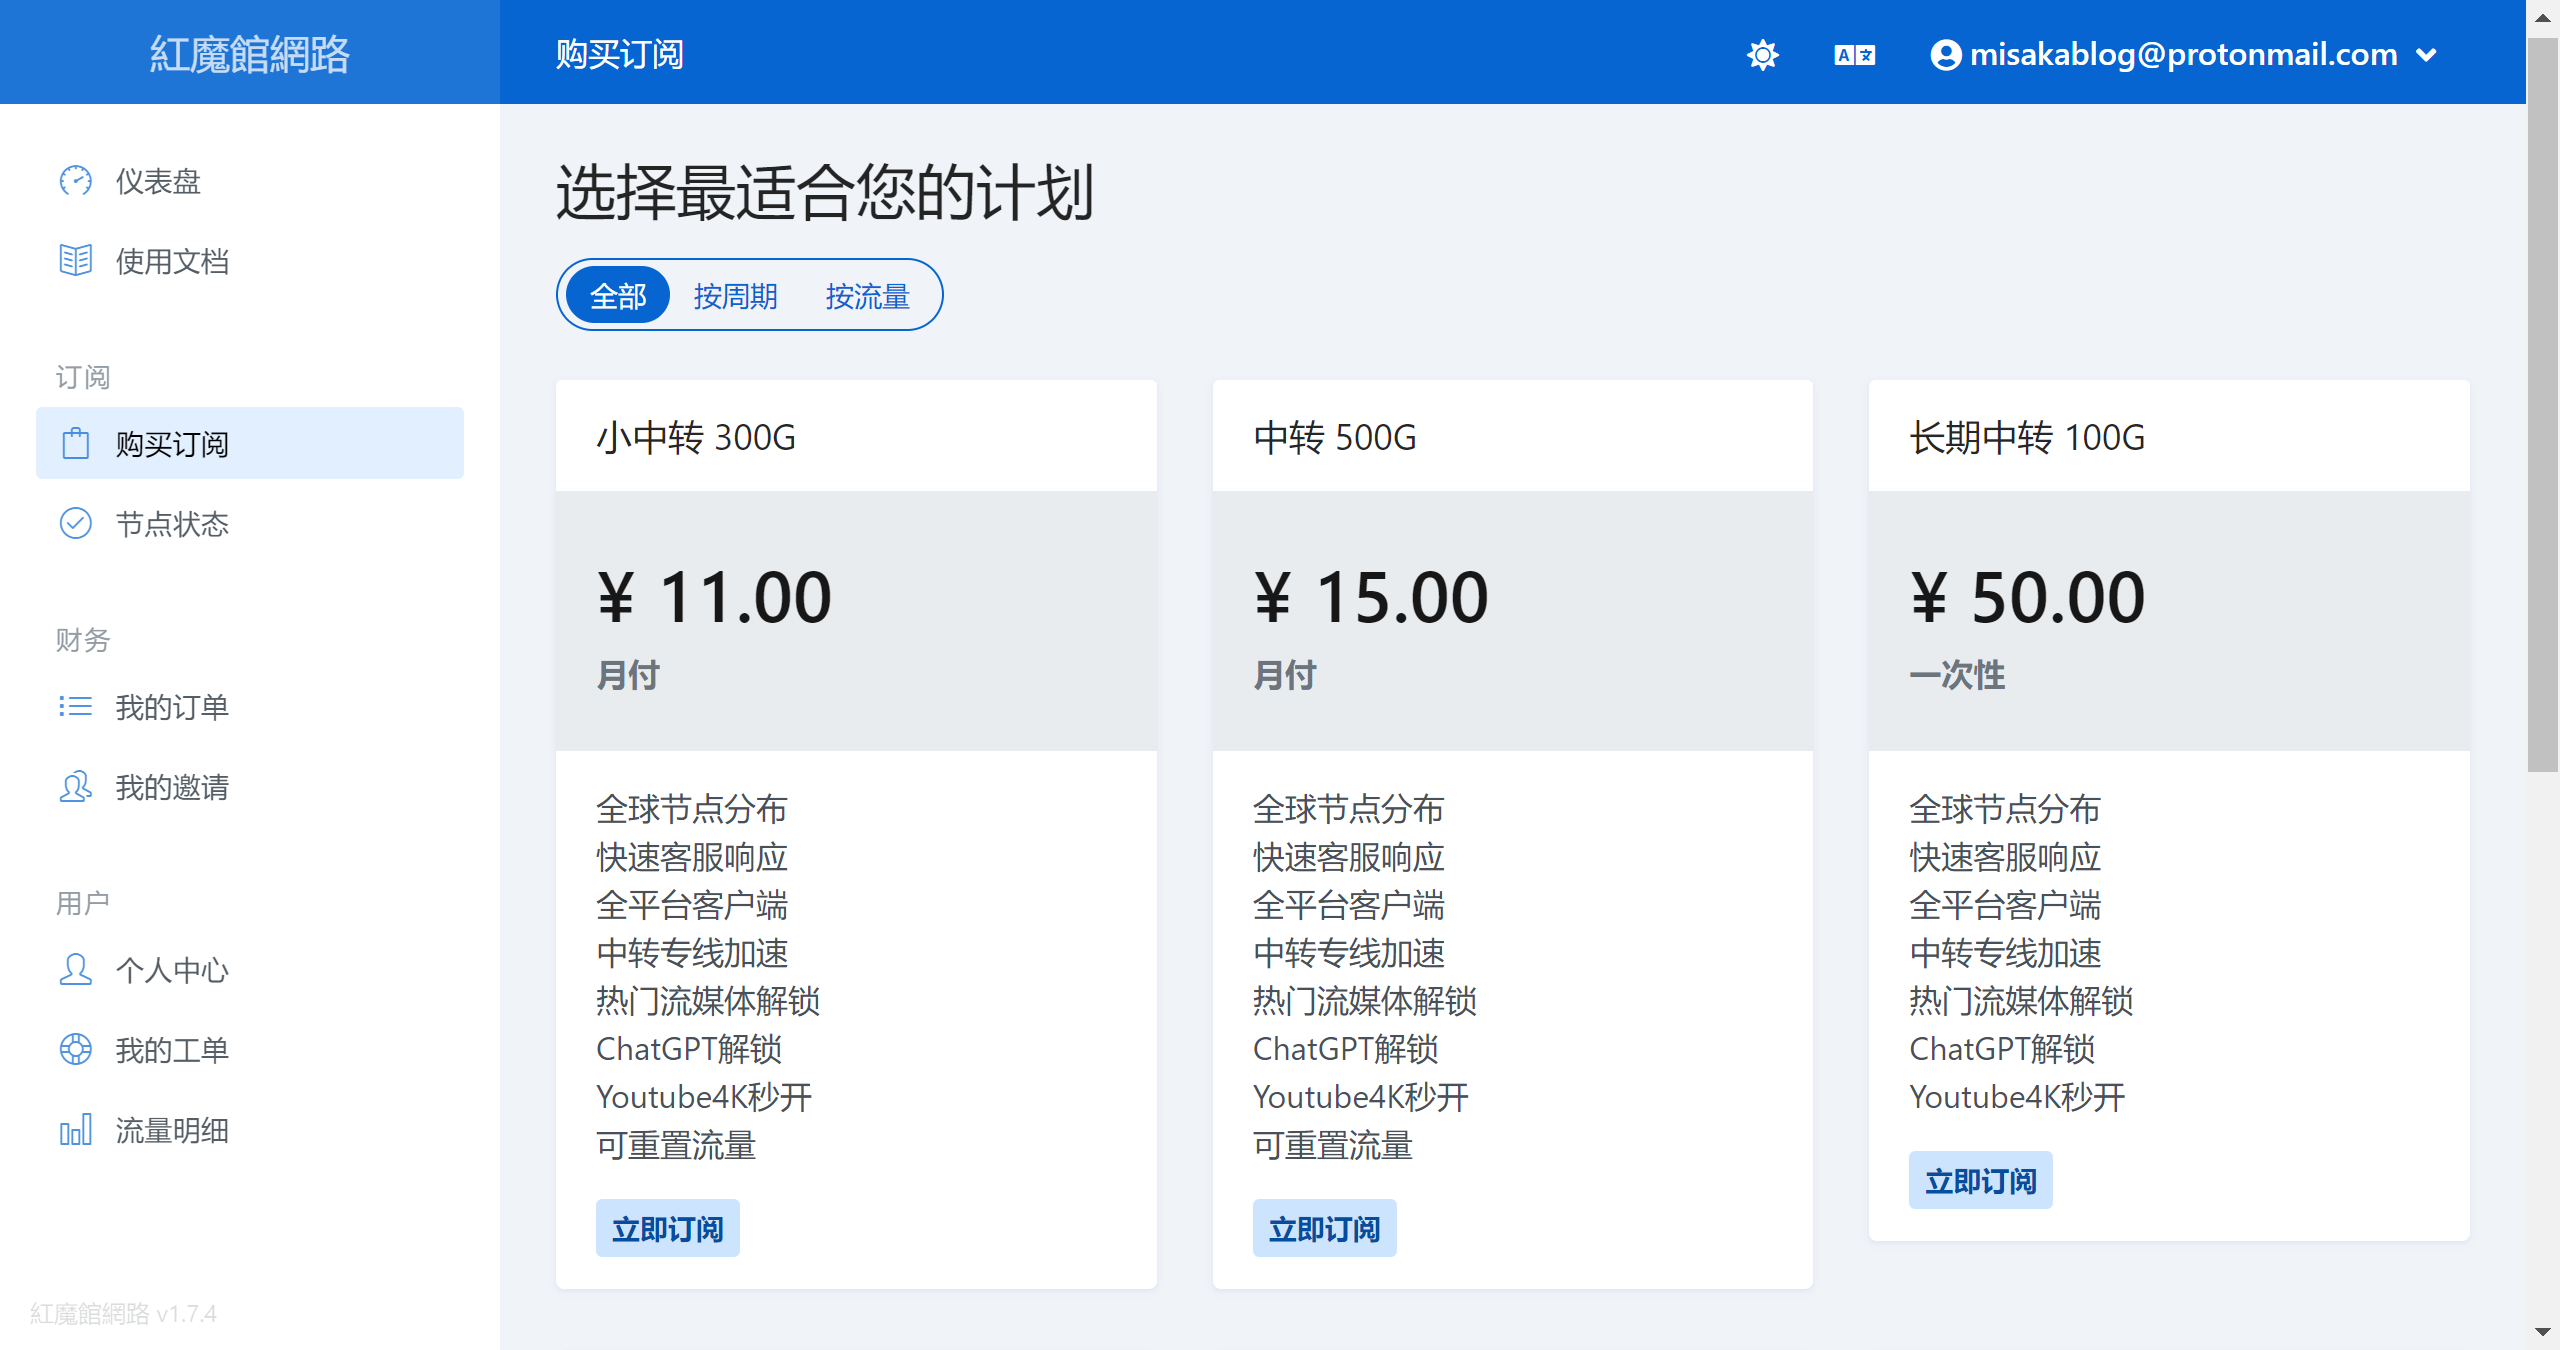 紅魔館網路
购买订阅
misakablog@protonmail.com
仪表盘
使用文档
订阅
购买订阅
节点状态
财务
我的订单
我的邀请
用户
个人中心
我的工单
流量明细
紅魔館網路 v1.7.4
选择最适合您的计划
全部 按周期 按流量
小中转 300G
¥ 11.00
月付
全球节点分布
快速客服响应
全平台客户端
中转专线加速
热门流媒体解锁
ChatGPT解锁
Youtube4K秒开
可重置流量
立即订阅
中转 500G
¥ 15.00
月付
全球节点分布
快速客服响应
全平台客户端
中转专线加速
热门流媒体解锁
ChatGPT解锁
Youtube4K秒开
可重置流量
立即订阅
长期中转 100G
¥ 50.00
一次性
全球节点分布
快速客服响应
全平台客户端
中转专线加速
热门流媒体解锁
ChatGPT解锁
Youtube4K秒开
立即订阅